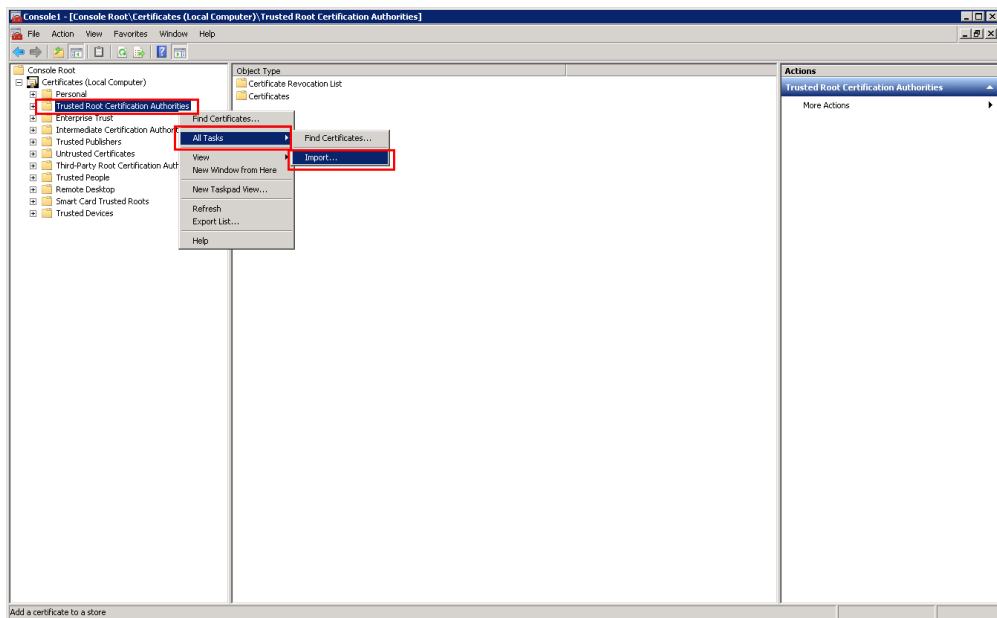 Console1 - [Console Root\Certificates (Local Computer)\Trusted Root Certification Authorities]
File Action View Favorites Window Help
Console Root
Certificates (Local Computer)
Personal
Trusted Root Certification Authorities
Enterprise Trust
Intermediate Certification Authorit
Trusted Publishers
Untrusted Certificates
Third-Party Root Certification Auth
Trusted People
Remote Desktop
Smart Card Trusted Roots
Trusted Devices
Find Certificates...
All Tasks
View
New Window from Here
New Taskpad View...
Refresh
Export List...
Help
Find Certificates...
Import...
Object Type
Certificate Revocation List
Certificates
Actions
Trusted Root Certification Authorities
More Actions
Add a certificate to a store